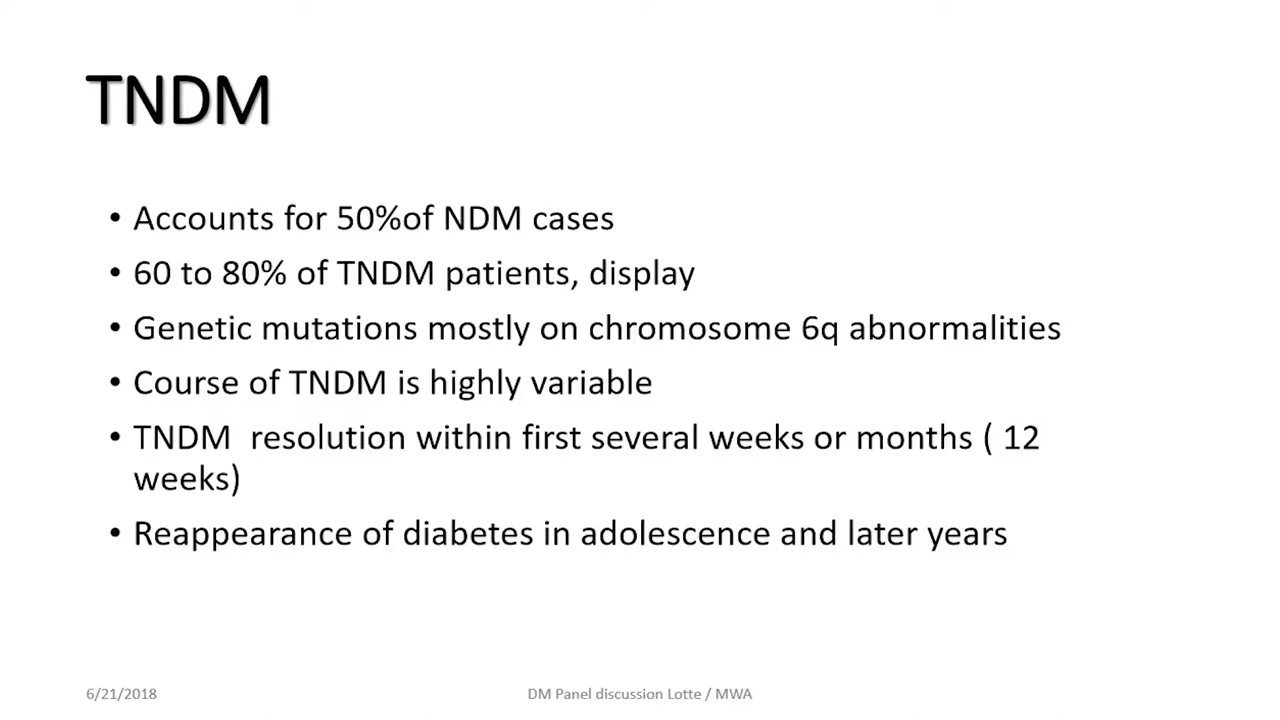 TNDM
• Accounts for 50%of NDM cases
• 60 to 80% of TNDM patients, display
• Genetic mutations mostly on chromosome 6q abnormalities
• Course of TNDM is highly variable
• TNDM  resolution within first several weeks or months ( 12
weeks)
• Reappearance of diabetes in adolescence and later years
6/21/2018
DM Panel discussion Lotte / MWA